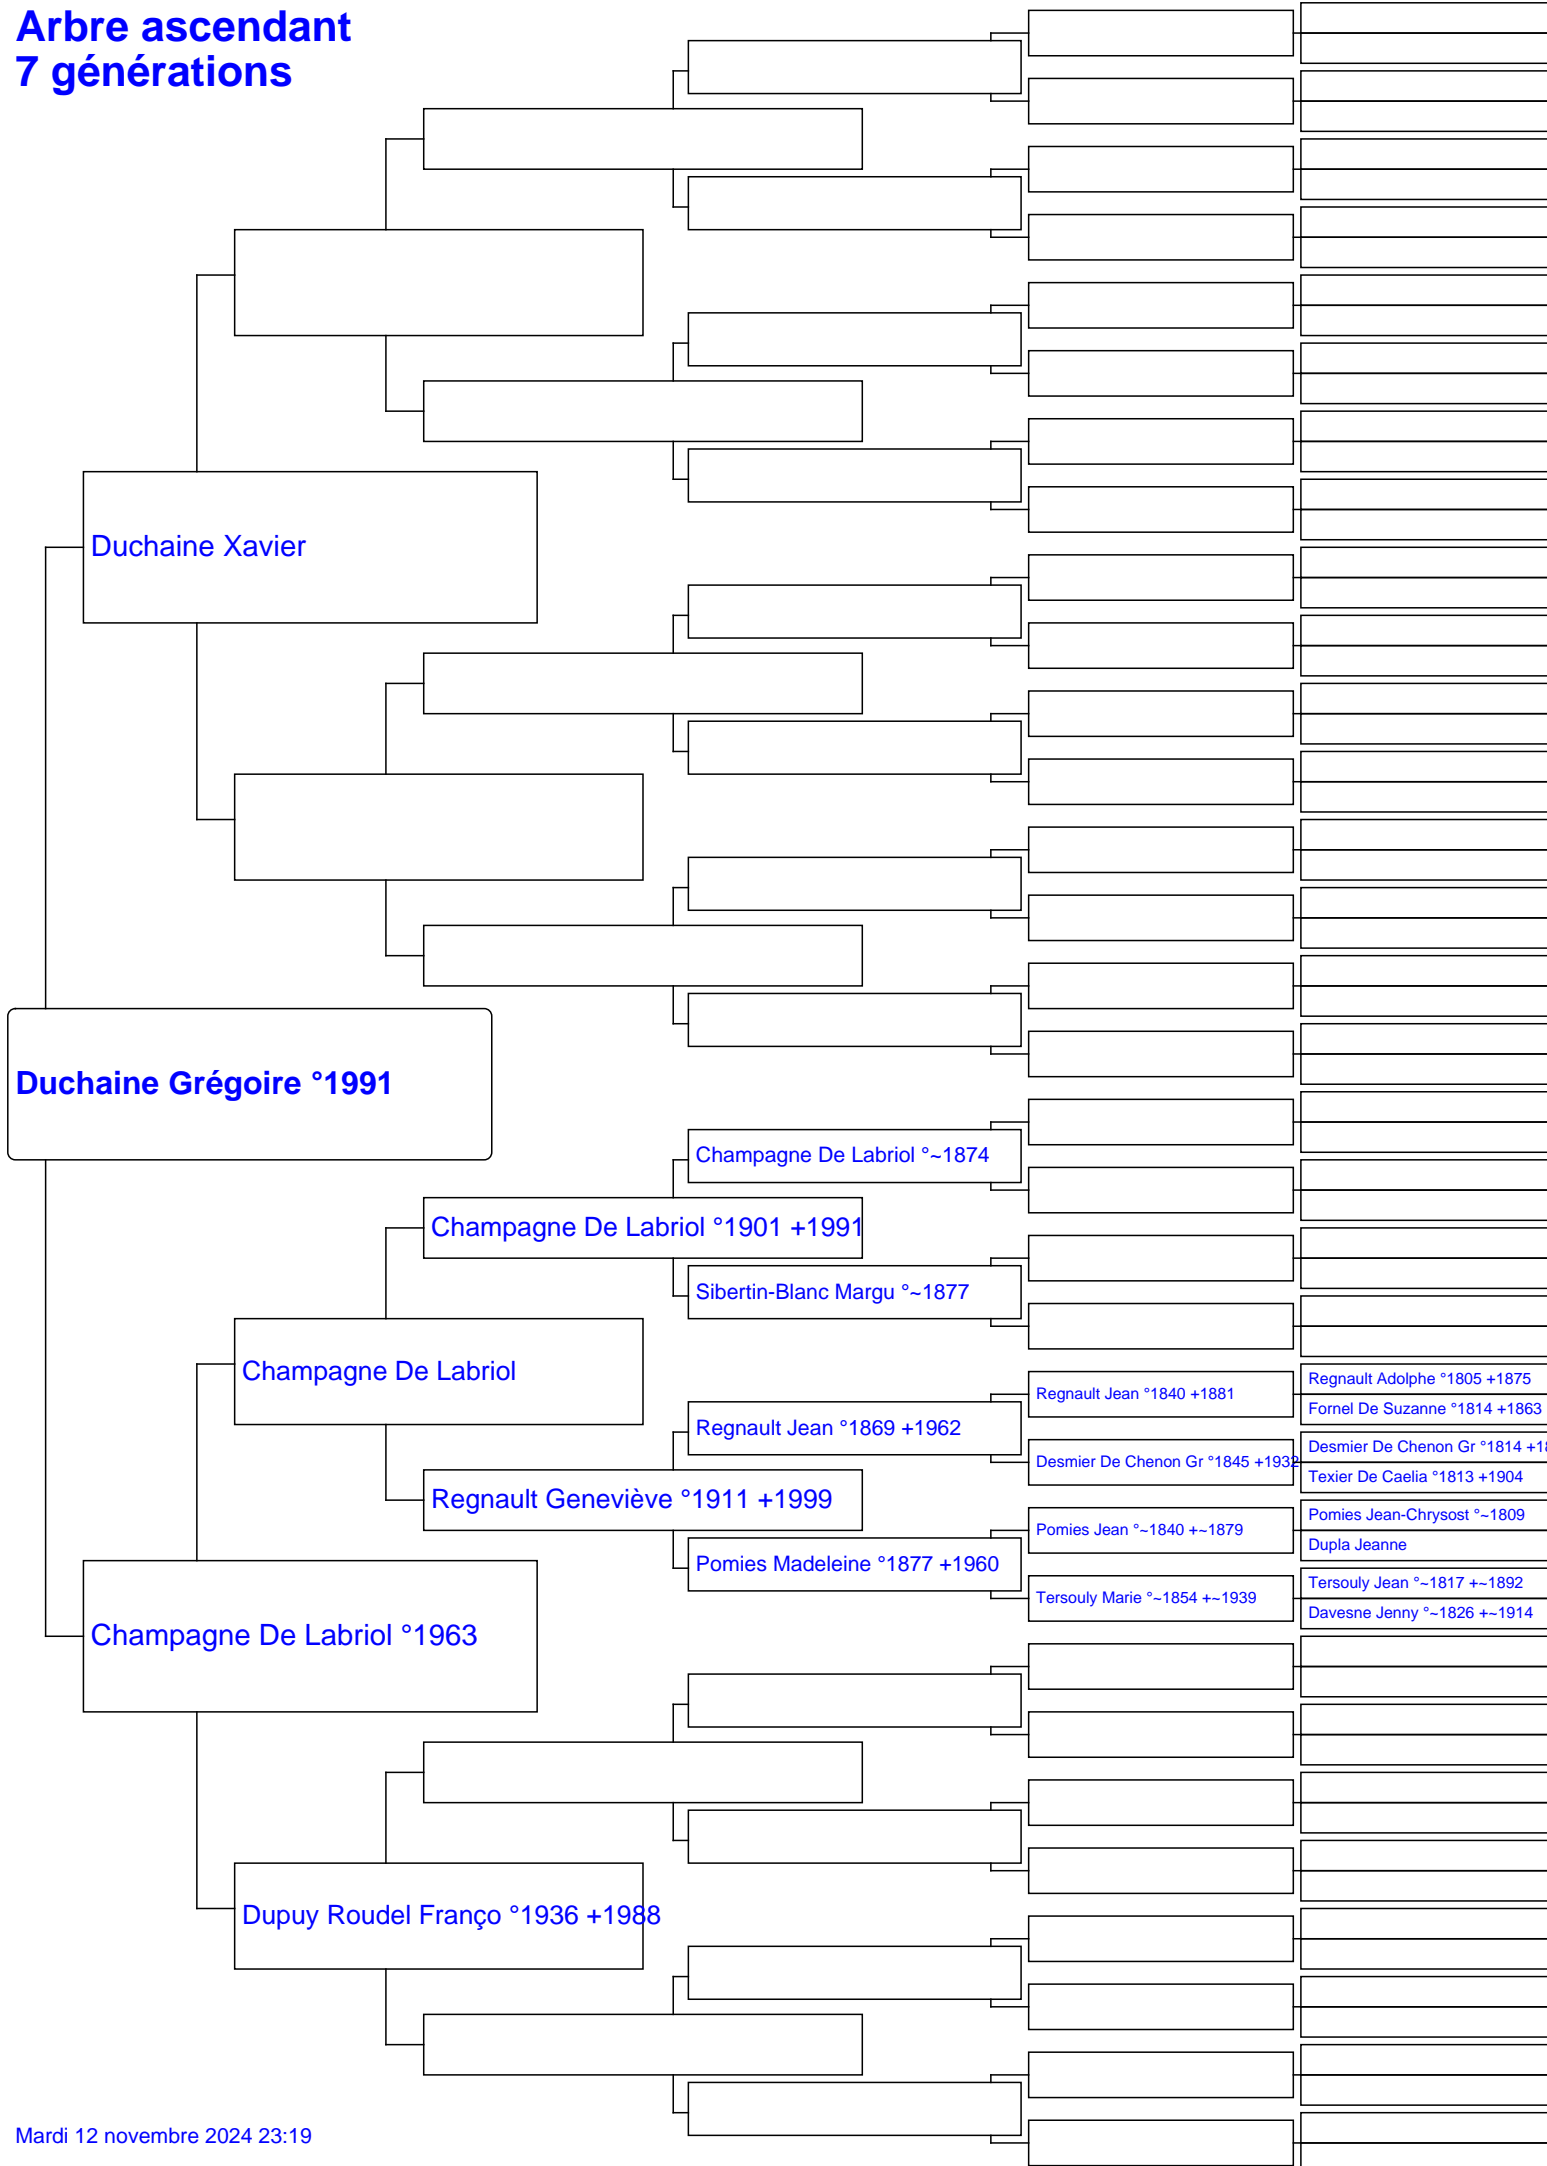 Arbre ascendant
7 générations
Duchaine Xavier
Duchaine Grégoire °1991
Champagne De Labriol °~1874
Champagne De Labriol °1901 +1991
Sibertin-Blanc Margu °~1877
Champagne De Labriol
Regnault Adolphe °1805 +1875
Regnault Jean °1840 +1881
Fornel De Suzanne °1814 +1863
Regnault Jean °1869 +1962
Desmier De Chenon Gr °1814 +18
Desmier De Chenon Gr °1845 +1932
Texier De Caelia °1813 +1904
Regnault Geneviève °1911 +1999
Pomies Jean-Chrysost °~1809
Pomies Jean °~1840 +~1879
Dupla Jeanne
Pomies Madeleine °1877 +1960
Tersouly Jean °~1817 +~1892
Tersouly Marie °~1854 +~1939
Davesne Jenny °~1826 +~1914
Champagne De Labriol °1963
Dupuy Roudel Franço °1936 +1988
Mardi 12 novembre 2024 23:19